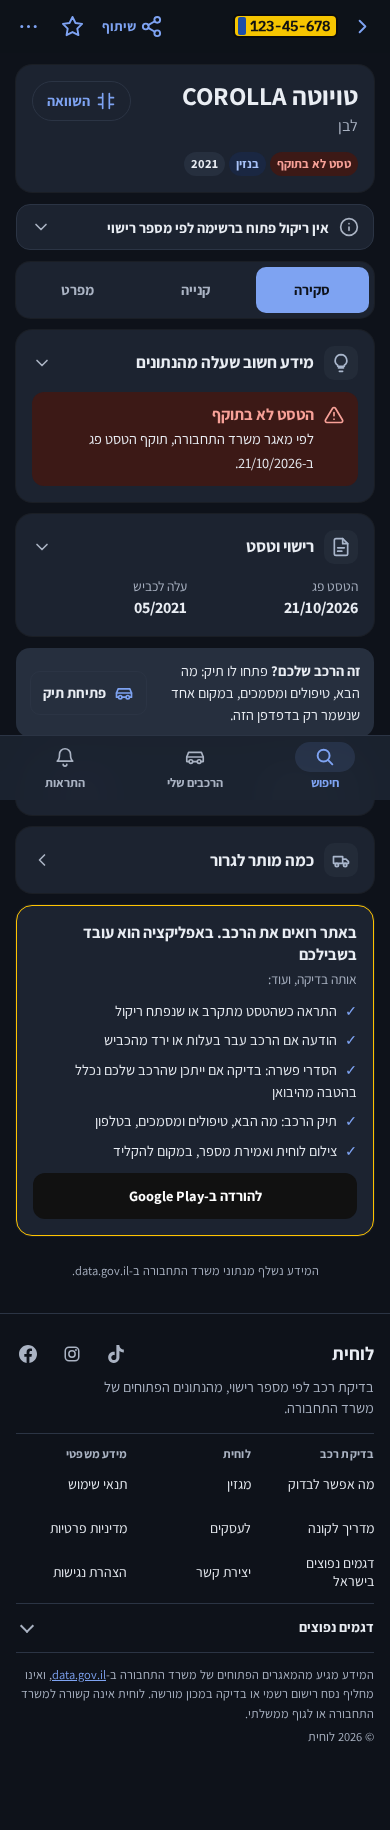 123-45-678
שיתוף
טויוטה COROLLA
לבן
השוואה
טסט לא בתוקף
בנזין
2021
אין ריקול פתוח ברשימה לפי מספר רישוי
סקירה
קנייה
מפרט
מידע חשוב שעלה מהנתונים
הטסט לא בתוקף
לפי מאגר משרד התחבורה, תוקף הטסט פג
ב-21/10/2026.
רישוי וטסט
הטסט פג
עלה לכביש
21/10/2026
05/2021
זה הרכב שלכם? פתחו לו תיק: מה
הבא, טיפולים ומסמכים, במקום אחד
שנשמר רק בדפדפן הזה.
פתיחת תיק
חיפוש
הרכבים שלי
התראות
כמה מותר לגרור
באתר רואים את הרכב. באפליקציה הוא עובד
בשבילכם
אותה בדיקה, ועוד:
✓ התראה כשהטסט מתקרב או שנפתח ריקול
✓ הודעה אם הרכב עבר בעלות או ירד מהכביש
✓ הסדרי פשרה: בדיקה אם ייתכן שהרכב שלכם נכלל
בהטבה מהיבואן
✓ תיק הרכב: מה הבא, טיפולים ומסמכים, בטלפון
✓ צילום לוחית ואמירת מספר, במקום להקליד
להורדה ב-Google Play
המידע נשלף מנתוני משרד התחבורה ב-data.gov.il.
לוחית
בדיקת רכב לפי מספר רישוי, מהנתונים הפתוחים של
משרד התחבורה.
בדיקת רכב
לוחית
מידע משפטי
מה אפשר לבדוק
מגזין
תנאי שימוש
מדריך לקונה
לעסקים
מדיניות פרטיות
דגמים נפוצים
בישראל
יצירת קשר
הצהרת נגישות
דגמים נפוצים
המידע מגיע מהמאגרים הפתוחים של משרד התחבורה ב-data.gov.il, ואינו
מחליף נסח רישום רשמי או בדיקה במכון מורשה. לוחית אינה קשורה למשרד
התחבורה או לגוף ממשלתי.
© 2026 לוחית